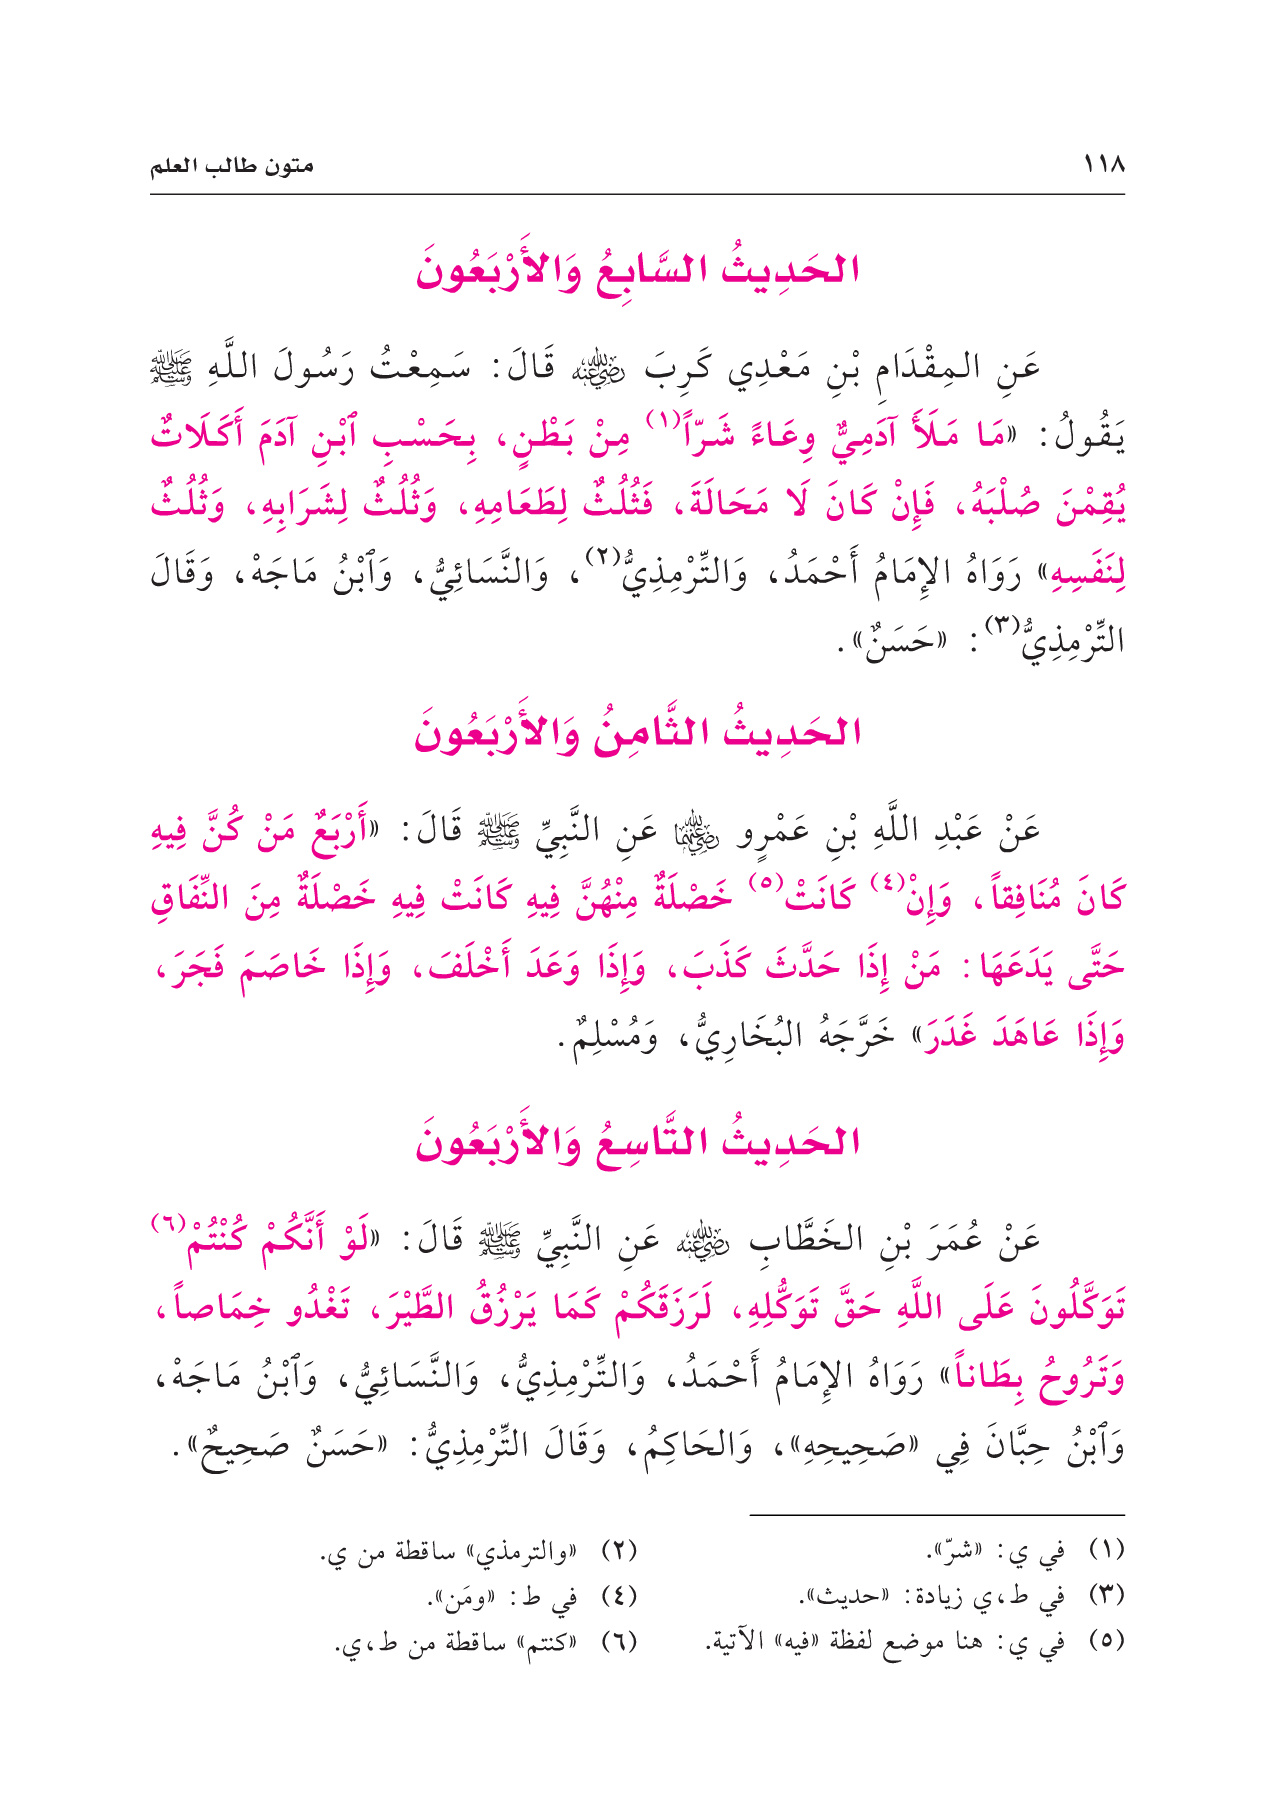 ١١٨ متون طالب العلم
الحَدِيثُ السَّابِعُ وَالأَرْبَعُونَ
عَنِ المِقْدَامِ بْنِ مَعْدِي كَرِبَ رضي الله عنه قَالَ: سَمِعْتُ رَسُولَ اللَّهِ ﷺ
يَقُولُ: «مَا مَلَأَ آدَمِيٌّ وِعَاءً شَرّاً(١) مِنْ بَطْنٍ، بِحَسْبِ ٱبْنِ آدَمَ أَكَلَاتٌ
يُقِمْنَ صُلْبَهُ، فَإِنْ كَانَ لَا مَحَالَةَ، فَثُلُثٌ لِطَعَامِهِ، وَثُلُثٌ لِشَرَابِهِ، وَثُلُثٌ
لِنَفَسِهِ» رَوَاهُ الإِمَامُ أَحْمَدُ، وَالتِّرْمِذِيُّ(٢)، وَالنَّسَائِيُّ، وَٱبْنُ مَاجَهْ، وَقَالَ
التِّرْمِذِيُّ(٣): «حَسَنٌ».
الحَدِيثُ الثَّامِنُ وَالأَرْبَعُونَ
عَنْ عَبْدِ اللَّهِ بْنِ عَمْرٍو رضي الله عنهما عَنِ النَّبِيِّ ﷺ قَالَ: «أَرْبَعٌ مَنْ كُنَّ فِيهِ
كَانَ مُنَافِقاً، وَإِنْ(٤) كَانَتْ(٥) خَصْلَةٌ مِنْهُنَّ فِيهِ كَانَتْ فِيهِ خَصْلَةٌ مِنَ النِّفَاقِ
حَتَّى يَدَعَهَا: مَنْ إِذَا حَدَّثَ كَذَبَ، وَإِذَا وَعَدَ أَخْلَفَ، وَإِذَا خَاصَمَ فَجَرَ،
وَإِذَا عَاهَدَ غَدَرَ» خَرَّجَهُ البُخَارِيُّ، وَمُسْلِمٌ.
الحَدِيثُ التَّاسِعُ وَالأَرْبَعُونَ
عَنْ عُمَرَ بْنِ الخَطَّابِ رضي الله عنه عَنِ النَّبِيِّ ﷺ قَالَ: «لَوْ أَنَّكُمْ كُنْتُمْ(٦)
تَوَكَّلُونَ عَلَى اللَّهِ حَقَّ تَوَكُّلِهِ، لَرَزَقَكُمْ كَمَا يَرْزُقُ الطَّيْرَ، تَغْدُو خِمَاصاً،
وَتَرُوحُ بِطَاناً» رَوَاهُ الإِمَامُ أَحْمَدُ، وَالتِّرْمِذِيُّ، وَالنَّسَائِيُّ، وَٱبْنُ مَاجَهْ،
وَٱبْنُ حِبَّانَ فِي «صَحِيحِهِ»، وَالحَاكِمُ، وَقَالَ التِّرْمِذِيُّ: «حَسَنٌ صَحِيحٌ».
(١) في ي: «شرّ». (٢) «والترمذي» ساقطة من ي.
(٣) في ط،ي زيادة: «حديث». (٤) في ط: «ومَن».
(٥) في ي: هنا موضع لفظة «فيه» الآتية. (٦) «كنتم» ساقطة من ط،ي.